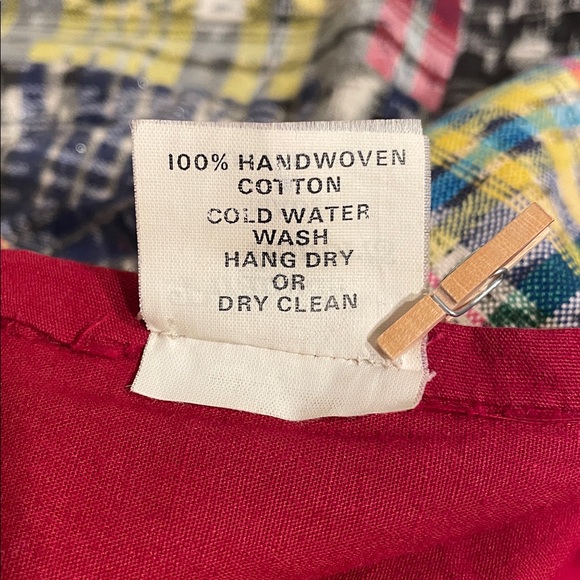 100% HANDWOVEN
COTTON
COLD WATER
WASH
HANG DRY
OR
DRY CLEAN